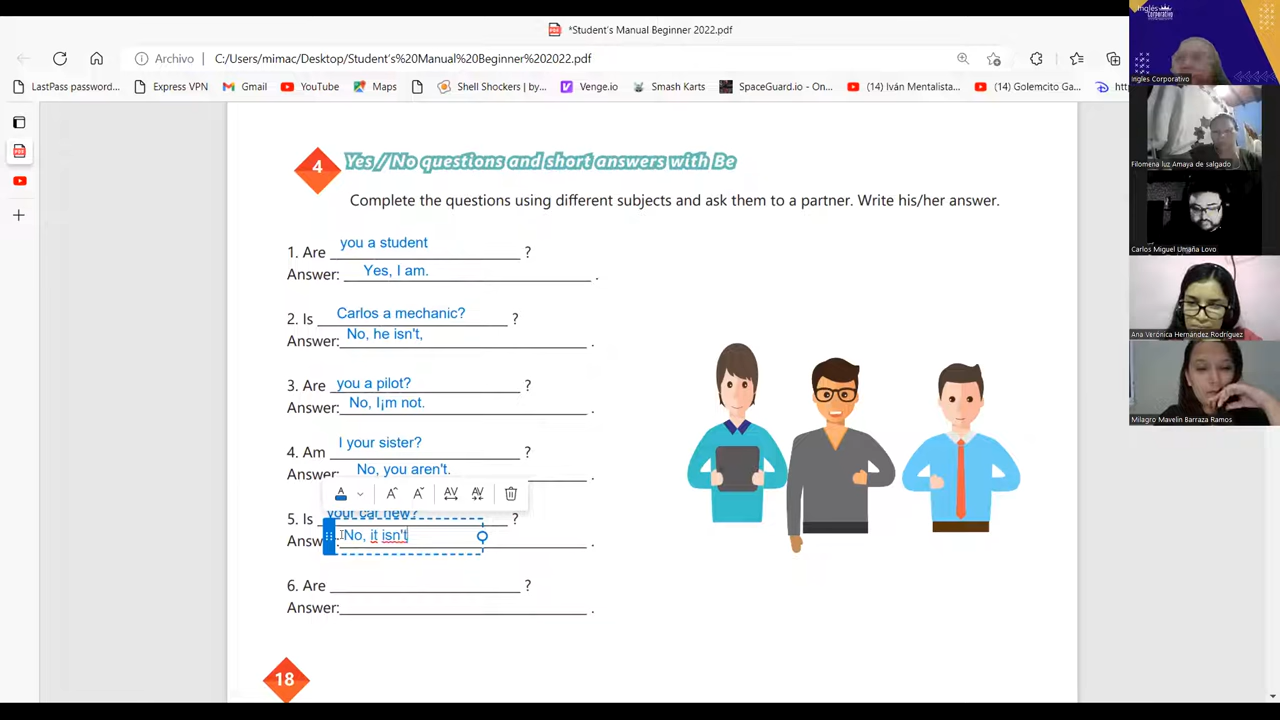 *Student's Manual Beginner 2022.pdf
Archivo
C:/Users/mimac/Desktop/Student's%20Manual%20Beginner%202022.pdf
LastPass password...
Express VPN
Gmail
YouTube
Maps
Shell Shockers | by...
Venge.io
Smash Karts
SpaceGuard.io - On...
(14) Iván Mentalista...
(14) Golemcito Ga...
Inglés Corporativo
Inglés Corporativo
Filomena luz Amaya de salgado
Carlos Miguel Umaña Lovo
Ana Verónica Hernández Rodríguez
Milagro Mavelin Barraza Ramos
4
Yes / No questions and short answers with Be
Complete the questions using different subjects and ask them to a partner. Write his/her answer.
1. Are you a student ?
Answer: Yes, I am. .
2. Is Carlos a mechanic? ?
Answer: No, he isn't, .
3. Are you a pilot? ?
Answer: No, I¡m not. .
4. Am I your sister? ?
Answer: No, you aren't. .
5. Is your car new? ?
Answ No, it isn't .
6. Are ?
Answer: .
18